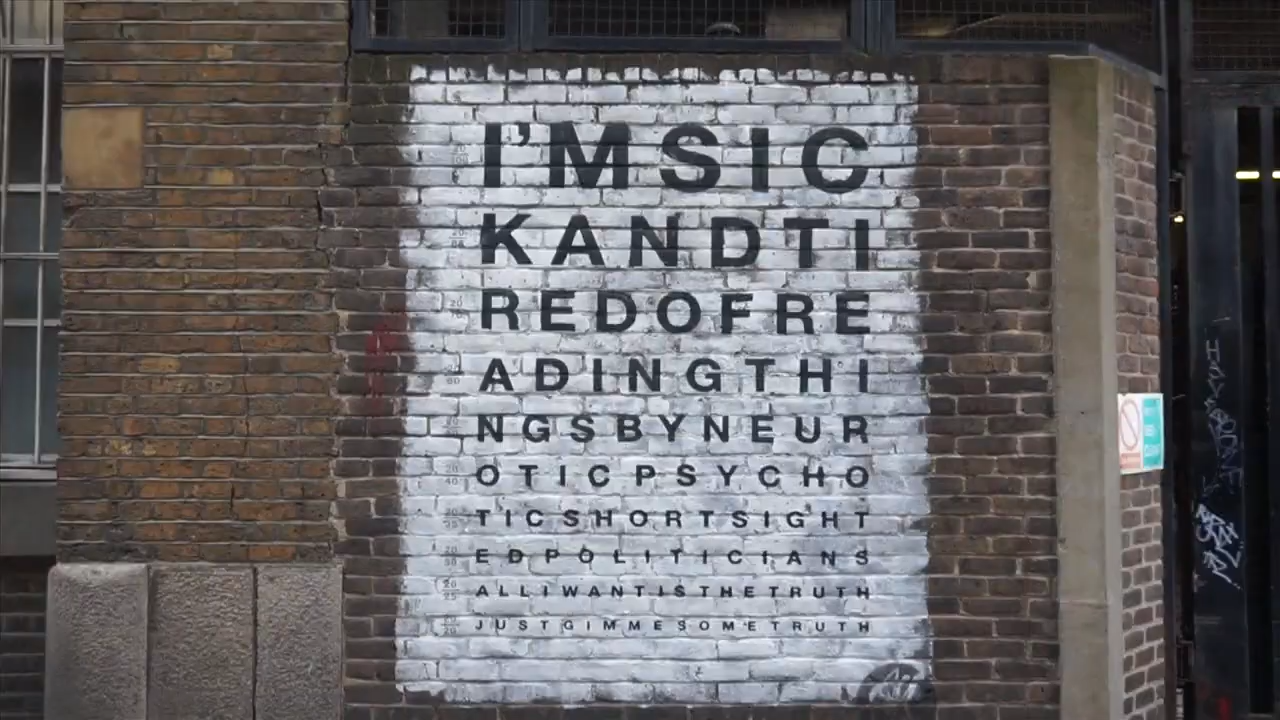 I'MSIC
KANDTI
REDOFRE
ADINGTHI
NGSBYNEUR
OTICPSYCHO
TICSHORTSIGHT
EDPOLITICIANS
ALLIWANTISTHETRUTH
JUSTGIMMESOMETRUTH